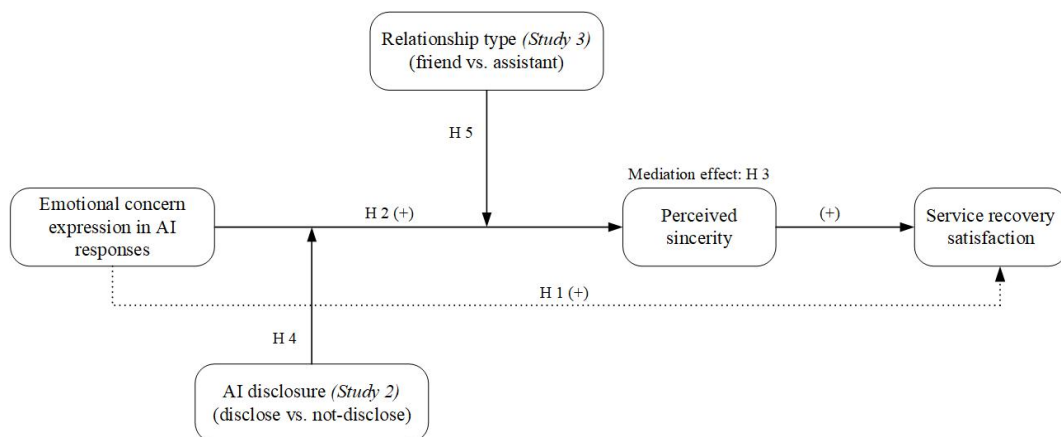 Relationship type (Study 3)
(friend vs. assistant)
H 5
Mediation effect: H 3
Emotional concern
expression in AI
responses
H 2 (+)
Perceived
sincerity
(+)
Service recovery
satisfaction
H 1 (+)
H 4
AI disclosure (Study 2)
(disclose vs. not-disclose)